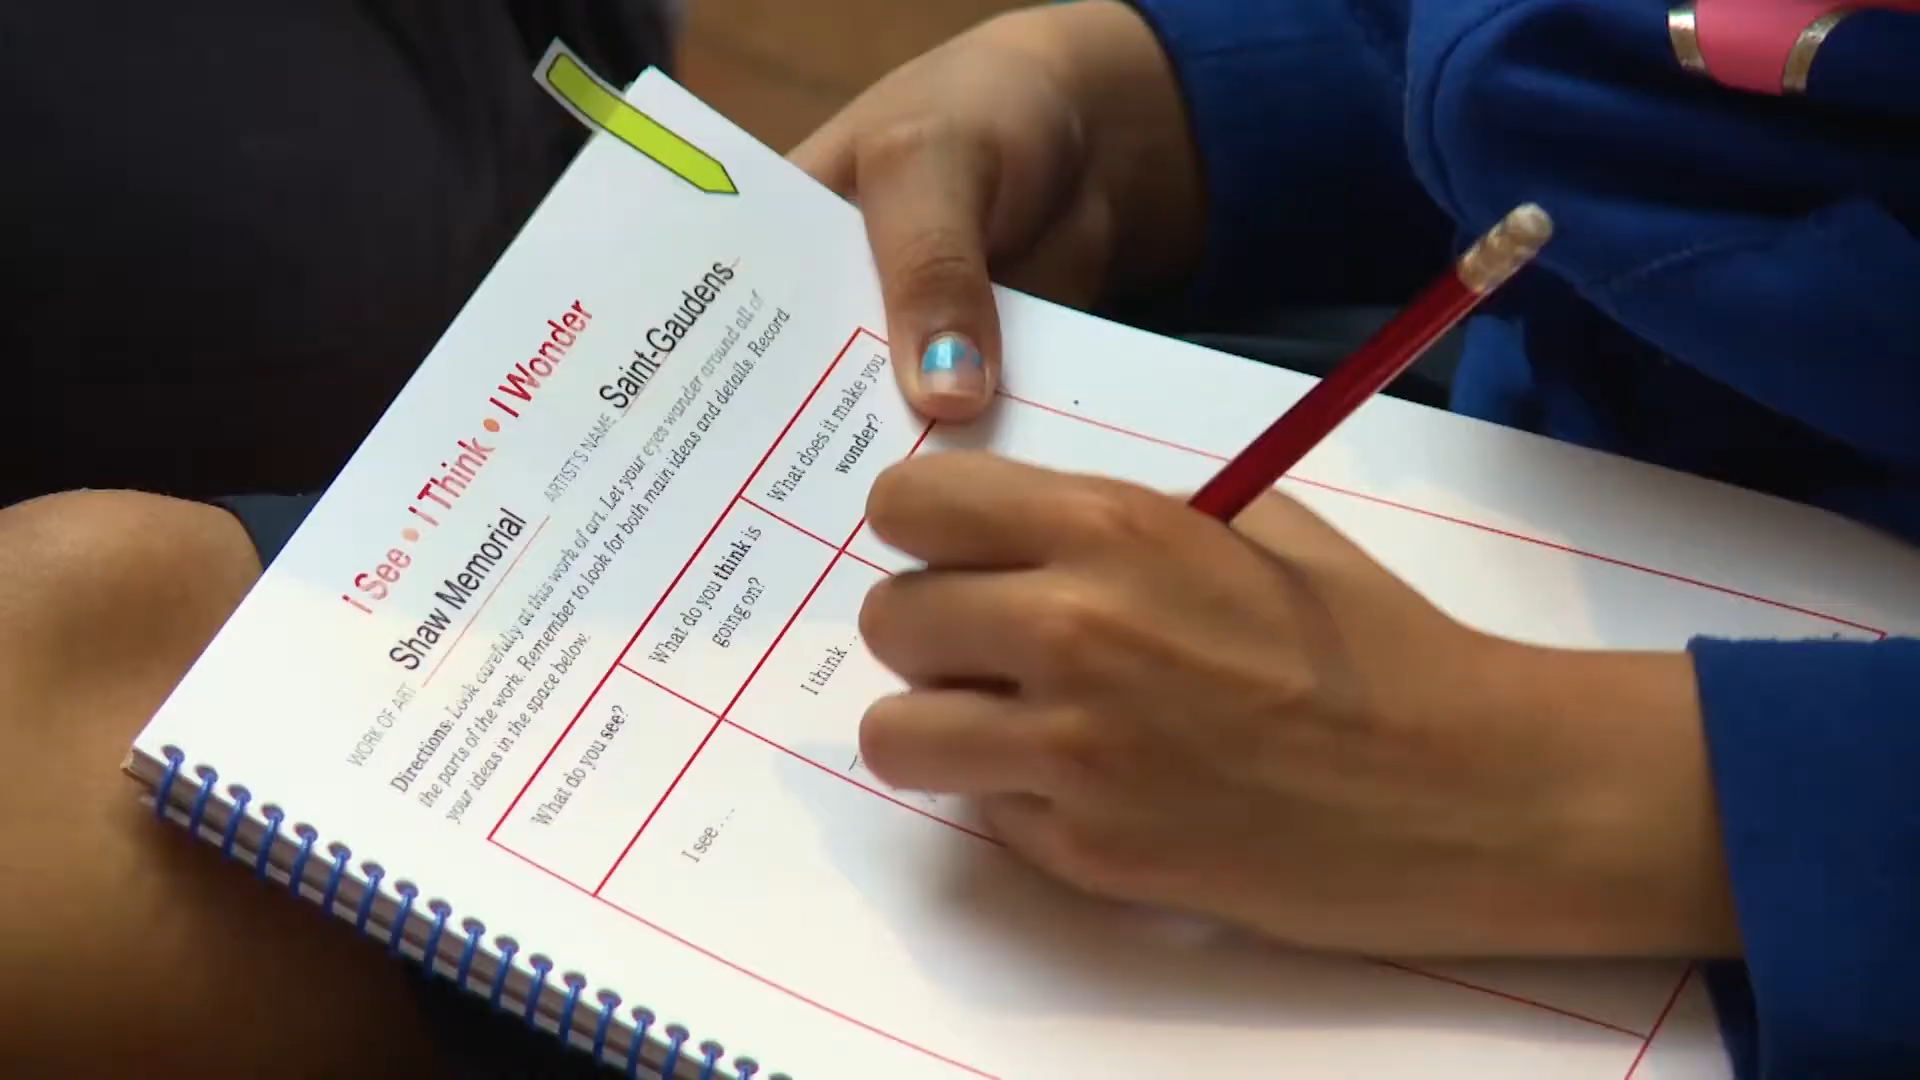 I See • I Think • I Wonder
WORK OF ART Shaw Memorial ARTIST'S NAME Saint-Gaudens
Directions: Look carefully at this work of art. Let your eyes wander around all of
the parts of the work. Remember to look for both main ideas and details. Record
your ideas in the space below.
What do you see?
What do you think is
going on?
What does it make you
wonder?
I see ...
I think ...